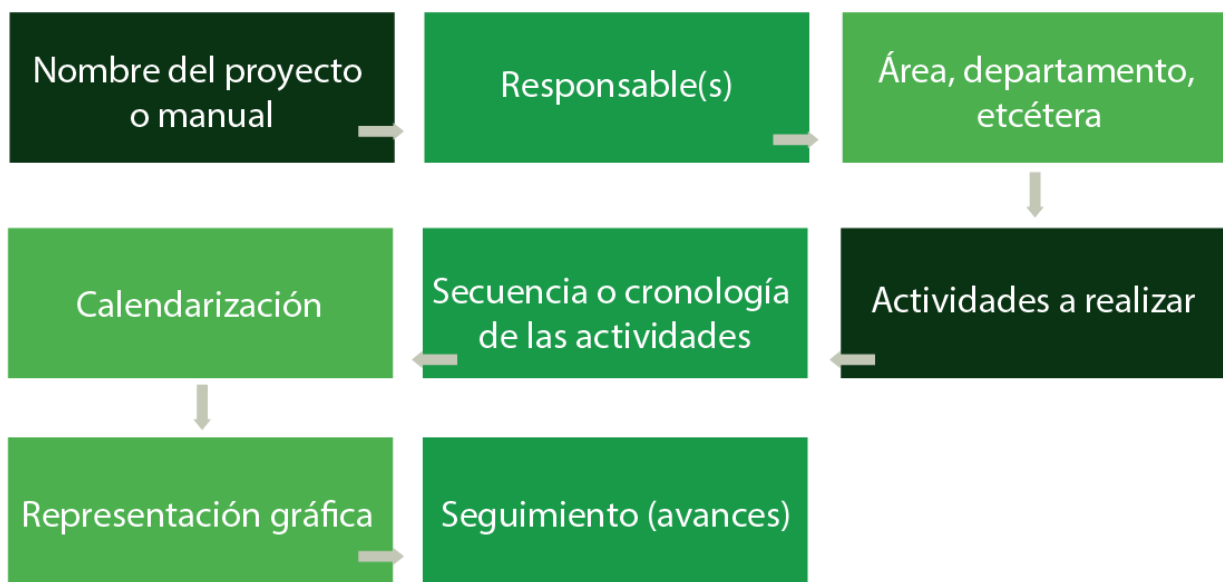 Nombre del proyecto
o manual
Responsable(s)
Área, departamento,
etcétera
Actividades a realizar
Secuencia o cronología
de las actividades
Calendarización
Representación gráfica
Seguimiento (avances)